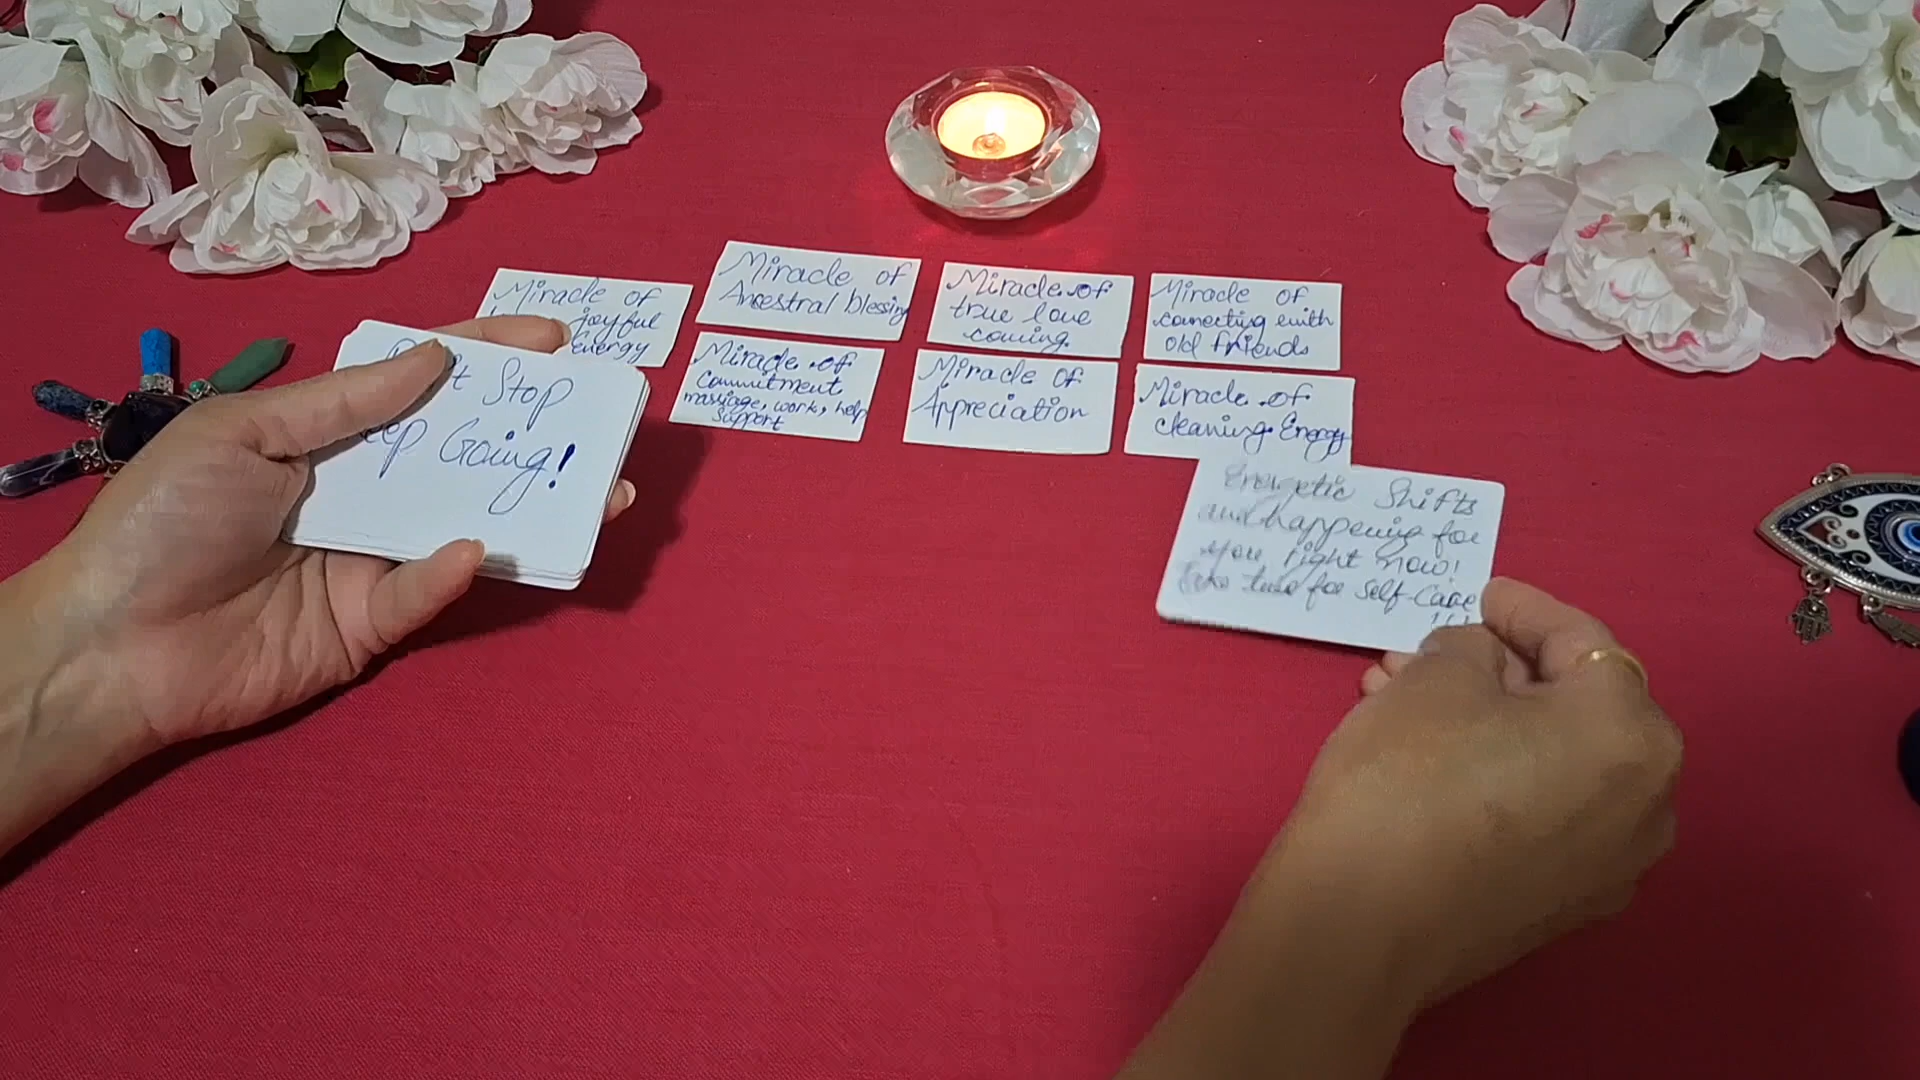 Miracle of
joyful
Energy
Miracle of
Ancestral blessing
Miracle of
true love
coming
Miracle of
connecting with
old friends
Miracle of
Commitment
marriage, work, help
Support
Miracle of
Appreciation
Miracle of
cleaning Energy
Stop
Going!
Energetic Shifts
happening for
you right now!
time for Self-Care